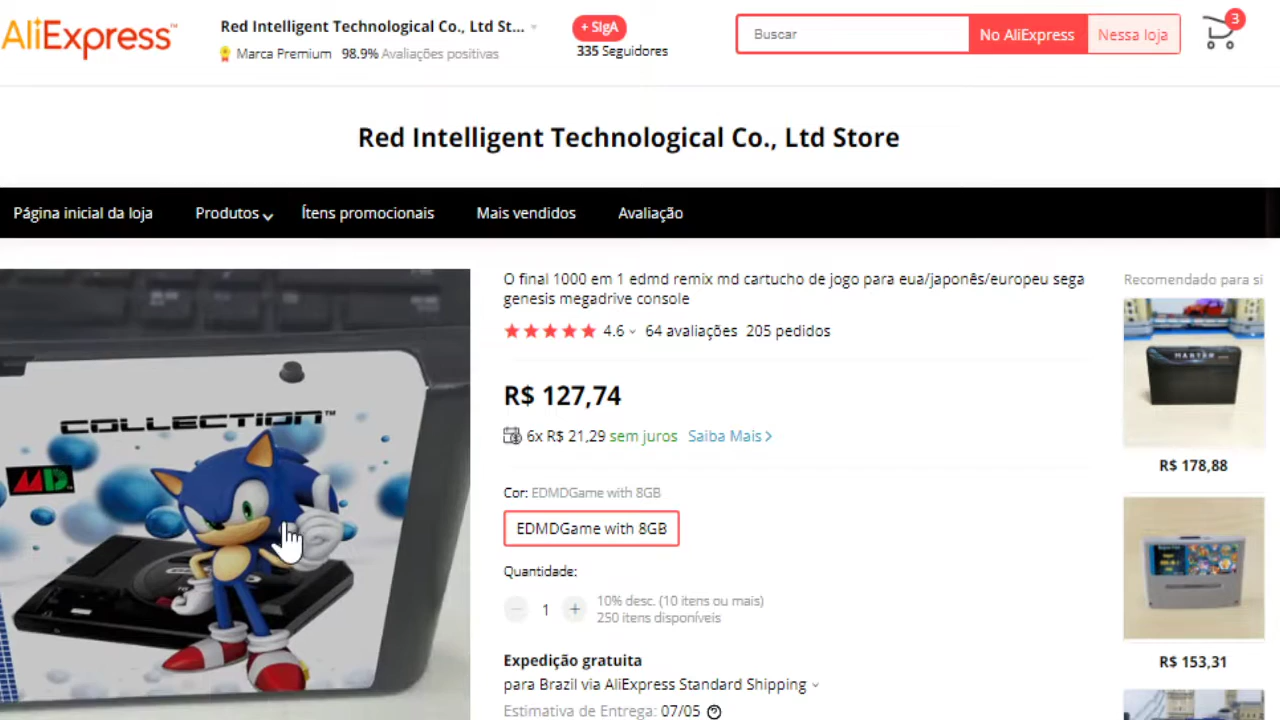 AliExpress™
Red Intelligent Technological Co., Ltd St...
Marca Premium 98.9% Avaliações positivas
+ SIgA
335 Seguidores
Buscar
No AliExpress
Nessa loja
3
Red Intelligent Technological Co., Ltd Store
Página inicial da loja
Produtos
Ítens promocionais
Mais vendidos
Avaliação
COLLECTION™
MD
O final 1000 em 1 edmd remix md cartucho de jogo para eua/japonês/europeu sega
genesis megadrive console
4.6 64 avaliações 205 pedidos
R$ 127,74
6x R$ 21,29 sem juros Saiba Mais
Cor: EDMDGame with 8GB
EDMDGame with 8GB
Quantidade:
− 1 +
10% desc. (10 itens ou mais)
250 itens disponíveis
Expedição gratuita
para Brazil via AliExpress Standard Shipping
Estimativa de Entrega: 07/05 ?
Recomendado para si
R$ 178,88
R$ 153,31